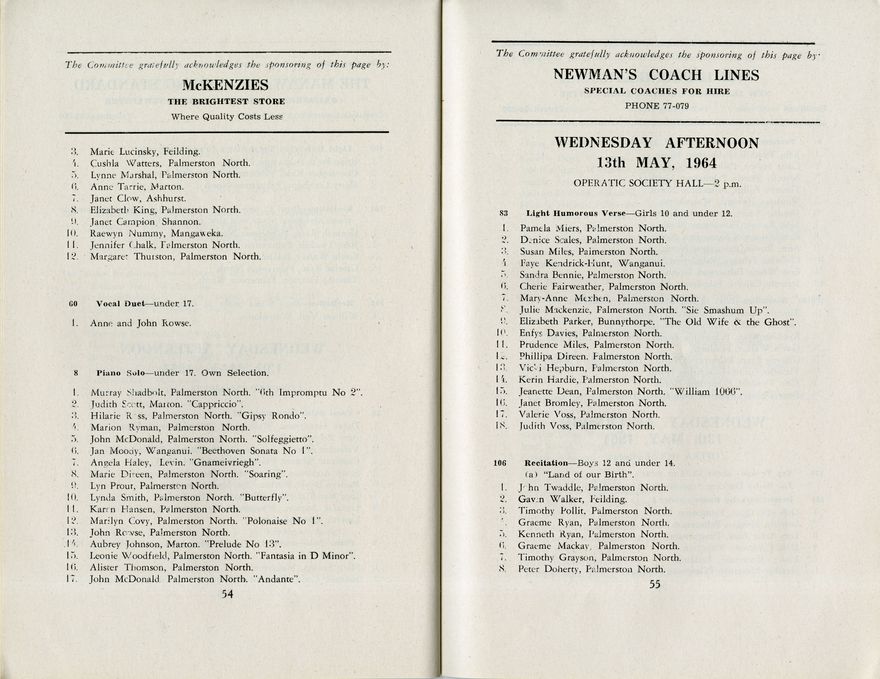 The Committee gratefully acknowledges the sponsoring of this page by:
McKENZIES
THE BRIGHTEST STORE
Where Quality Costs Less
3. Marie Lucinsky, Feilding.
4. Cushla Watters, Palmerston North.
5. Lynne Marshal, Palmerston North.
6. Anne Tarrie, Marton.
7. Janet Clow, Ashhurst.
8. Elizabeth King, Palmerston North.
9. Janet Campion Shannon.
10. Raewyn Nummy, Mangaweka.
11. Jennifer Chalk, Palmerston North.
12. Margaret Thurston, Palmerston North.
60 Vocal Duet—under 17.
1. Anne and John Rowse.
8 Piano Solo—under 17. Own Selection.
1. Murray Shadbolt, Palmerston North. "6th Impromptu No 2".
2. Judith Scott, Marton. "Cappriccio".
3. Hilarie Ross, Palmerston North. "Gipsy Rondo".
4. Marion Ryman, Palmerston North.
5. John McDonald, Palmerston North. "Solfeggietto".
6. Jan Moody, Wanganui. "Beethoven Sonata No 1".
7. Angela Haley, Levin. "Gnameivriegh".
8. Marie Direen, Palmerston North. "Soaring".
9. Lyn Prout, Palmerston North.
10. Lynda Smith, Palmerston North. "Butterfly".
11. Karen Hansen, Palmerston North.
12. Marilyn Covy, Palmerston North. "Polonaise No 1".
13. John Rowse, Palmerston North.
14. Aubrey Johnson, Marton. "Prelude No 13".
15. Leonie Woodfield, Palmerston North. "Fantasia in D Minor".
16. Alister Thomson, Palmerston North.
17. John McDonald Palmerston North. "Andante".
54
The Committee gratefully acknowledges the sponsoring of this page by:
NEWMAN'S COACH LINES
SPECIAL COACHES FOR HIRE
PHONE 77-079
WEDNESDAY AFTERNOON
13th MAY, 1964
OPERATIC SOCIETY HALL—2 p.m.
83 Light Humorous Verse—Girls 10 and under 12.
1. Pamela Miers, Palmerston North.
2. Denice Scales, Palmerston North.
3. Susan Miles, Palmerston North.
4 Faye Kendrick-Hunt, Wanganui.
5. Sandra Bennie, Palmerston North.
6. Cherie Fairweather, Palmerston North.
7. Mary-Anne Mexhen, Palmerston North.
8. Julie Mackenzie, Palmerston North. "Sie Smashum Up".
9. Elizabeth Parker, Bunnythorpe. "The Old Wife & the Ghost".
10. Enfys Davies, Palmerston North.
11. Prudence Miles, Palmerston North.
12. Phillipa Direen. Palmerston North.
13. Vicki Hepburn, Palmerston North.
14. Kerin Hardie, Palmerston North.
15. Jeanette Dean, Palmerston North. "William 1066".
16. Janet Bromley, Palmerston North.
17. Valerie Voss, Palmerston North.
18. Judith Voss, Palmerston North.
106 Recitation—Boys 12 and under 14.
(a) "Land of our Birth".
1. John Twaddle, Palmerston North.
2. Gavin Walker, Feilding.
3. Timothy Pollit, Palmerston North.
4. Graeme Ryan, Palmerston North.
5. Kenneth Ryan, Palmerston North.
6. Graeme Mackay, Palmerston North.
7. Timothy Grayson, Palmerston North.
8. Peter Doherty, Palmerston North.
55